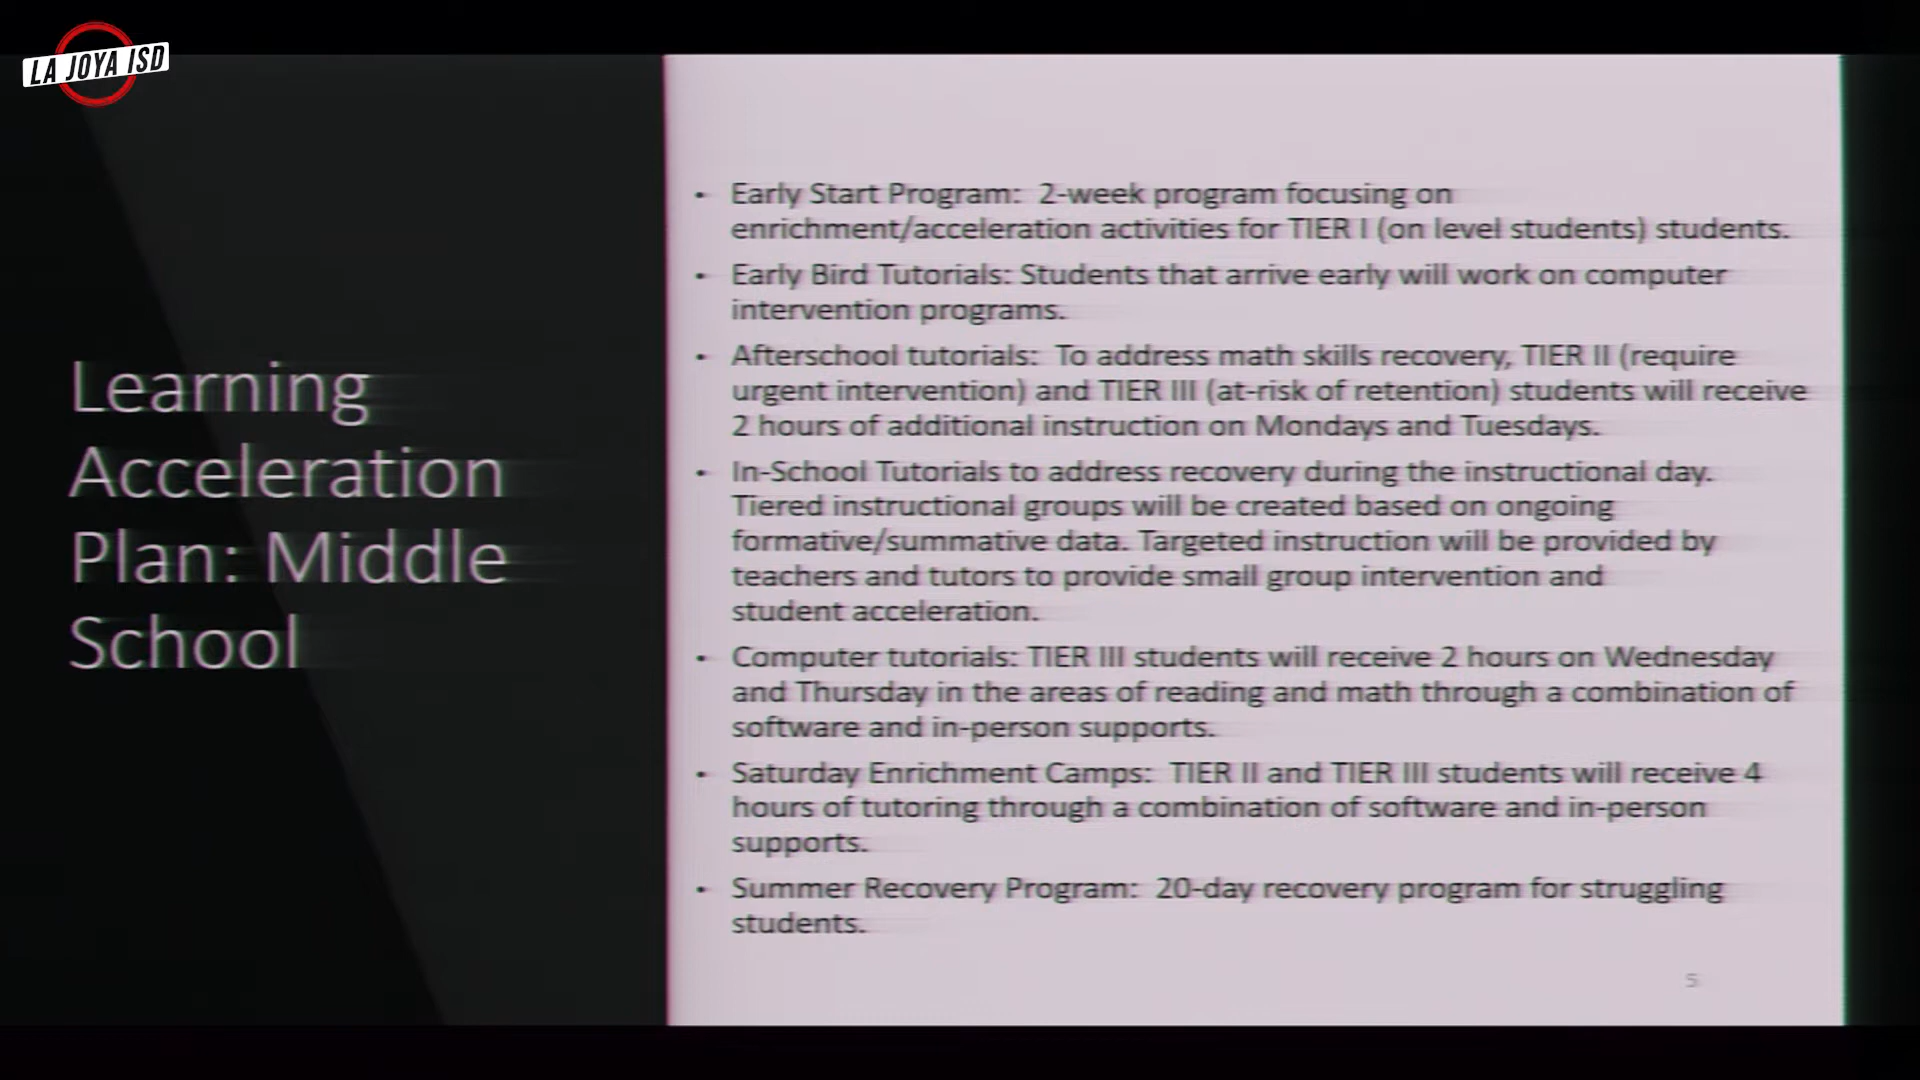 LA JOYA ISD
Learning
Acceleration
Plan: Middle
School
• Early Start Program:  2-week program focusing on
enrichment/acceleration activities for TIER I (on level students) students.
• Early Bird Tutorials: Students that arrive early will work on computer
intervention programs.
• Afterschool tutorials:  To address math skills recovery, TIER II (require
urgent intervention) and TIER III (at-risk of retention) students will receive
2 hours of additional instruction on Mondays and Tuesdays.
• In-School Tutorials to address recovery during the instructional day.
Tiered instructional groups will be created based on ongoing
formative/summative data. Targeted instruction will be provided by
teachers and tutors to provide small group intervention and
student acceleration.
• Computer tutorials: TIER III students will receive 2 hours on Wednesday
and Thursday in the areas of reading and math through a combination of
software and in-person supports.
• Saturday Enrichment Camps:  TIER II and TIER III students will receive 4
hours of tutoring through a combination of software and in-person
supports.
• Summer Recovery Program:  20-day recovery program for struggling
students.
5